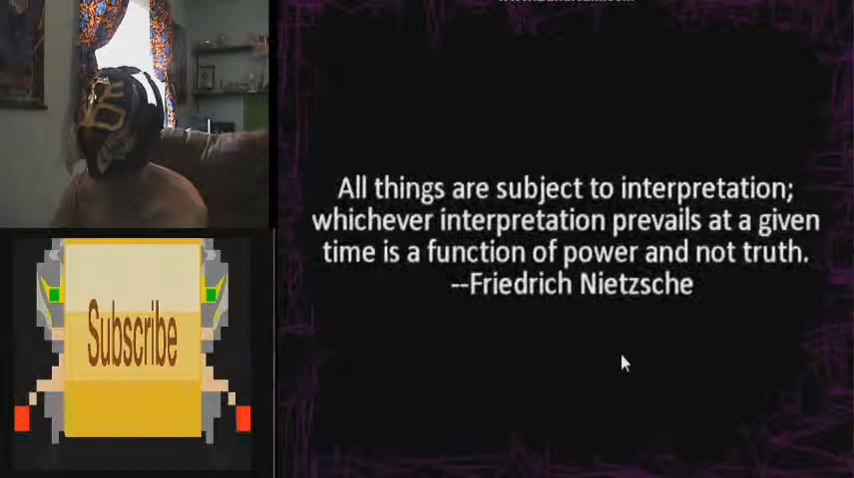 Subscribe
All things are subject to interpretation;
whichever interpretation prevails at a given
time is a function of power and not truth.
--Friedrich Nietzsche